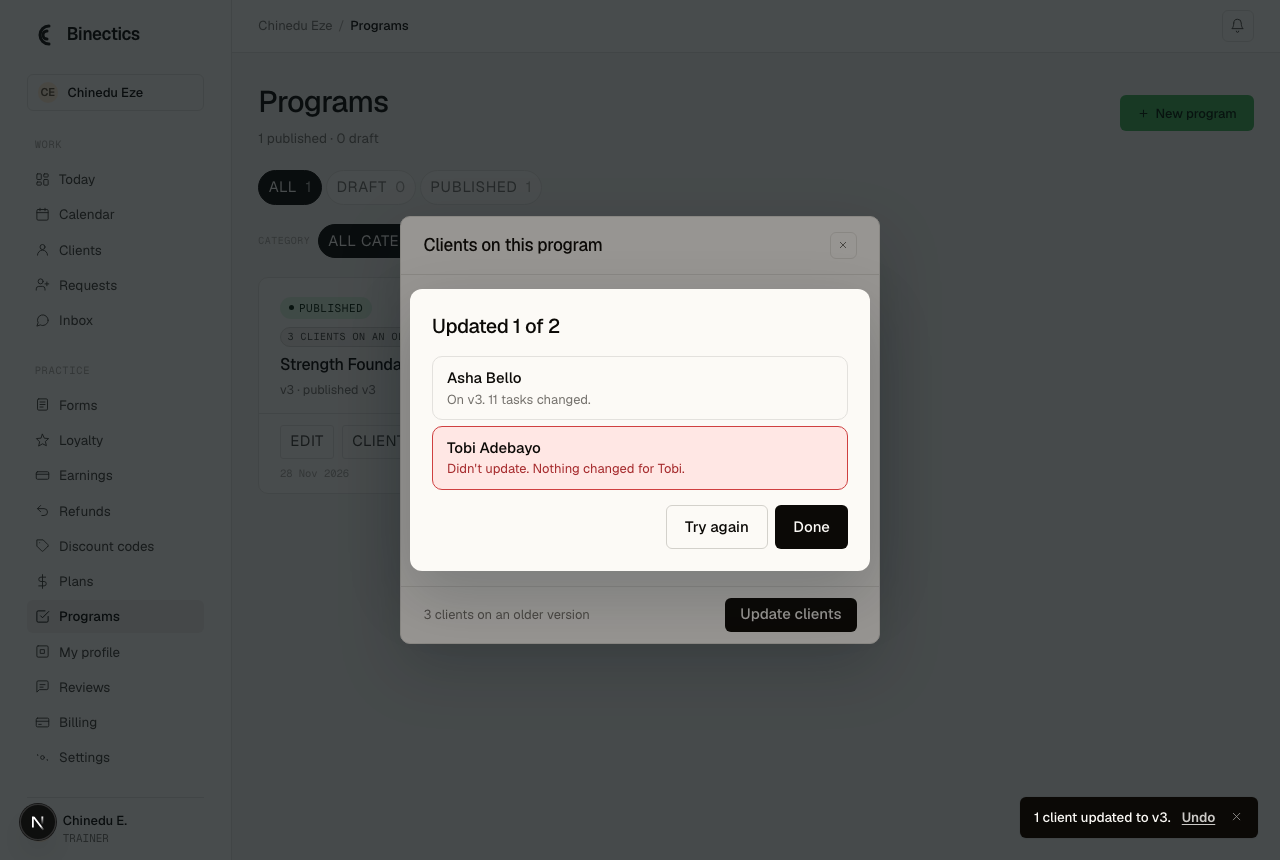 Binectics
CE Chinedu Eze
WORK
Today
Calendar
Clients
Requests
Inbox
PRACTICE
Forms
Loyalty
Earnings
Refunds
Discount codes
Plans
Programs
My profile
Reviews
Billing
Settings
N
Chinedu E.
TRAINER
Chinedu Eze / Programs
Programs
1 published · 0 draft
+ New program
ALL 1 DRAFT 0 PUBLISHED 1
CATEGORY ALL CATE
PUBLISHED
3 CLIENTS ON AN
Strength Founda
v3 · published v3
EDIT CLIENT
28 Nov 2026
Clients on this program
Updated 1 of 2
Asha Bello
On v3. 11 tasks changed.
Tobi Adebayo
Didn't update. Nothing changed for Tobi.
Try again Done
3 clients on an older version
Update clients
1 client updated to v3. Undo